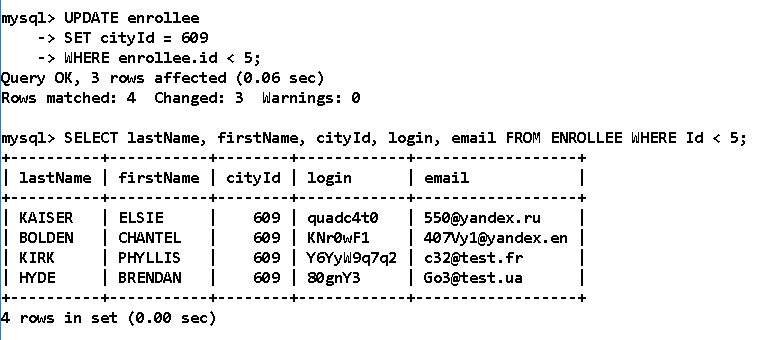 mysql> UPDATE enrollee
    -> SET cityId = 609
    -> WHERE enrollee.id < 5;
Query OK, 3 rows affected (0.06 sec)
Rows matched: 4  Changed: 3  Warnings: 0

mysql> SELECT lastName, firstName, cityId, login, email FROM ENROLLEE WHERE Id < 5;
+----------+-----------+--------+------------+------------------+
| lastName | firstName | cityId | login      | email            |
+----------+-----------+--------+------------+------------------+
| KAISER   | ELSIE     |    609 | quadc4t0   | 550@yandex.ru    |
| BOLDEN   | CHANTEL   |    609 | KNr0wF1    | 407Vy1@yandex.en |
| KIRK     | PHYLLIS   |    609 | Y6YyW9q7q2 | c32@test.fr      |
| HYDE     | BRENDAN   |    609 | 80gnY3     | Go3@test.ua      |
+----------+-----------+--------+------------+------------------+
4 rows in set (0.00 sec)